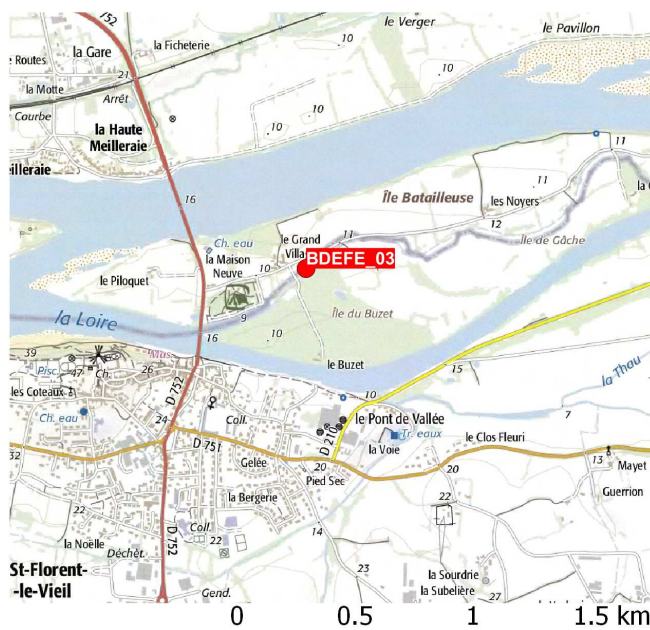 752
la Gare
la Ficheterie
le Verger
le Pavillon
Routes
la Motte
21
Arrêt
Courbe
10
10
10
10
la Haute
Meilleraie
eilleraie
16
11
11
Île Batailleuse
les Noyers
12
Île de Gâche
Ch. eau
le Grand
Villa
11
BDEFE_03
la Maison
Neuve
10
le Piloquet
9
Île du Buzet
10
la Loire
16
39
Mus.
26
Pisc.
47
Ch.
le Buzet
15
la Thau
les Coteaux
D 752
10
7
Ch. eau
24
Coll.
le Pont de Vallée
Tr. eaux
D 751
D 210
la Voie
le Clos Fleuri
32
Gelée
20
Pied Sec
20
13
Mayet
Guerrion
la Bergerie
22
22
22
la Noëlle
Coll.
14
Déchèt.
D 752
23
St-Florent-
-le-Vieil
Gend.
la Sourdrie
la Subelière
0 0.5 1 1.5 km